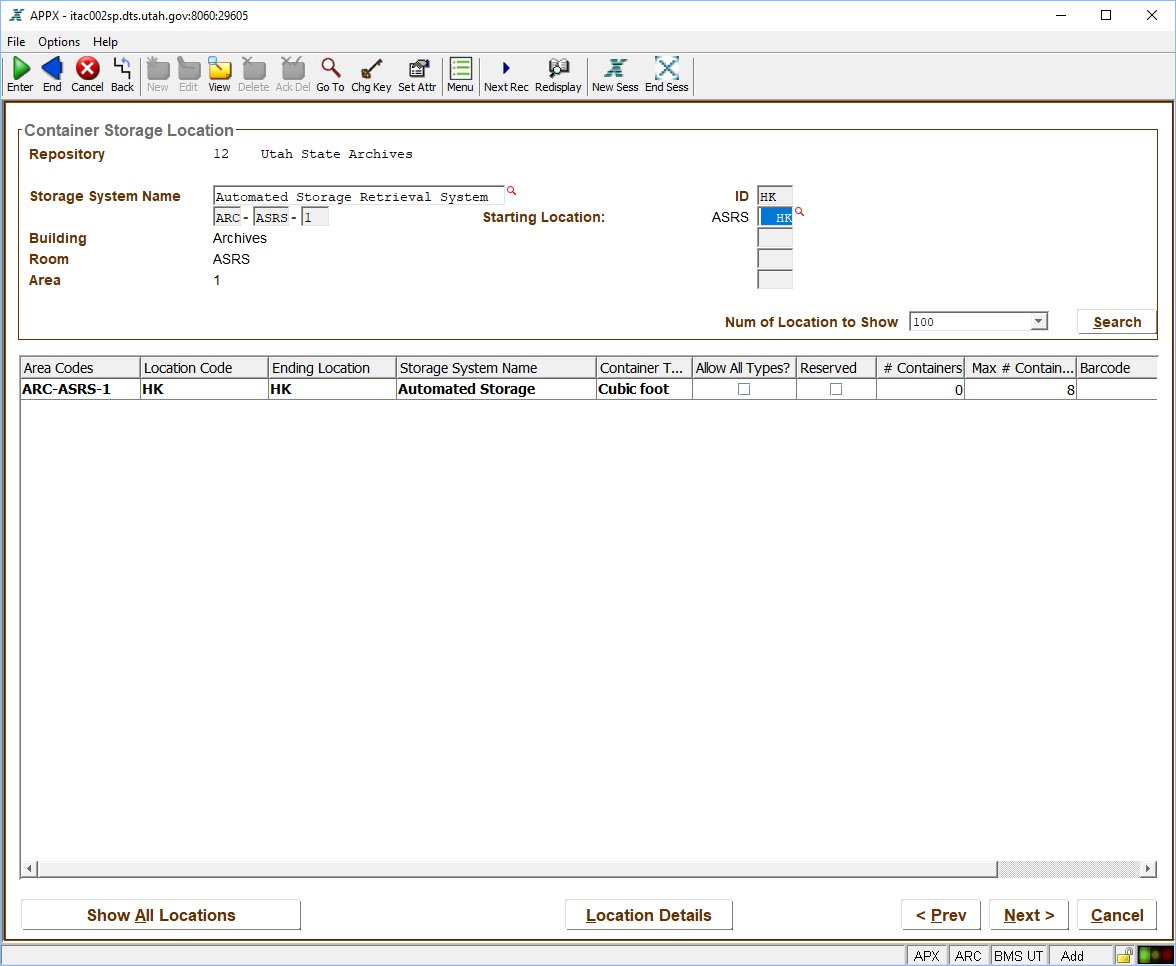 APPX - itac002sp.dts.utah.gov:8060:29605
File Options Help
Enter End Cancel Back New Edit View Delete Ack Del Go To Chg Key Set Attr Menu Next Rec Redisplay New Sess End Sess
Container Storage Location
Repository 12 Utah State Archives
Storage System Name Automated Storage Retrieval System ID HK
ARC - ASRS - 1 Starting Location: ASRS HK
Building Archives
Room ASRS
Area 1
Num of Location to Show 100 Search
Area Codes Location Code Ending Location Storage System Name Container T... Allow All Types? Reserved # Containers Max # Contain... Barcode
ARC-ASRS-1 HK HK Automated Storage Cubic foot 0 8
Show All Locations Location Details < Prev Next > Cancel
APX ARC BMS UT Add